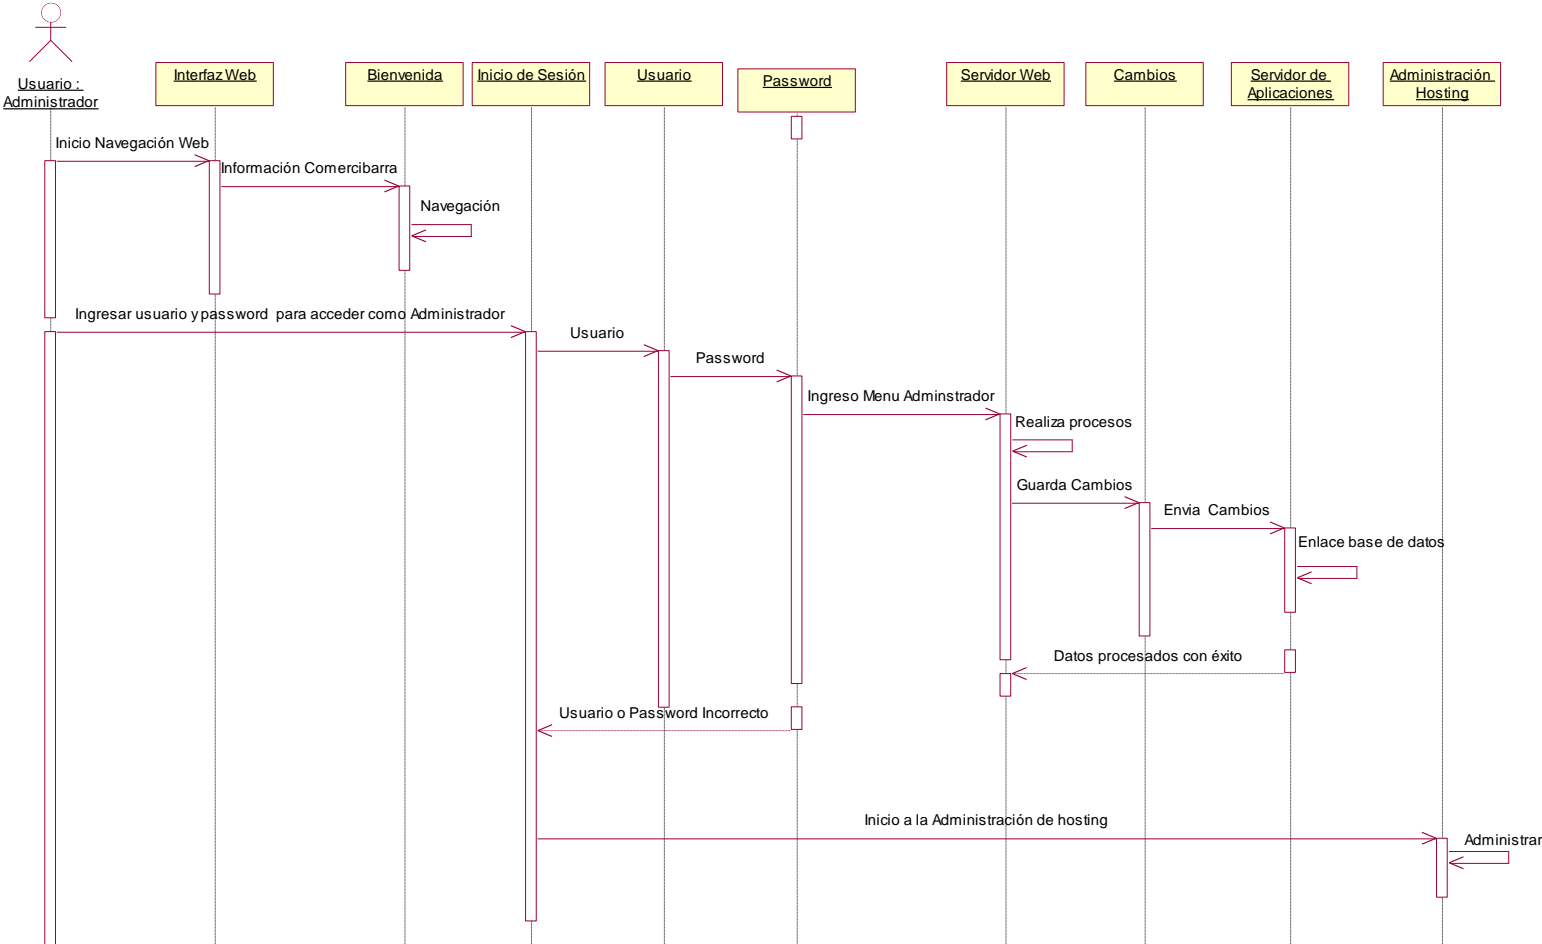 Usuario :
Administrador
Interfaz Web
Bienvenida
Inicio de Sesión
Usuario
Password
Servidor Web
Cambios
Servidor de
Aplicaciones
Administración
Hosting
Inicio Navegación Web
Información Comercibarra
Navegación
Ingresar usuario y password para acceder como Administrador
Usuario
Password
Ingreso Menu Adminstrador
Realiza procesos
Guarda Cambios
Envia Cambios
Enlace base de datos
Datos procesados con éxito
Usuario o Password Incorrecto
Inicio a la Administración de hosting
Administrar